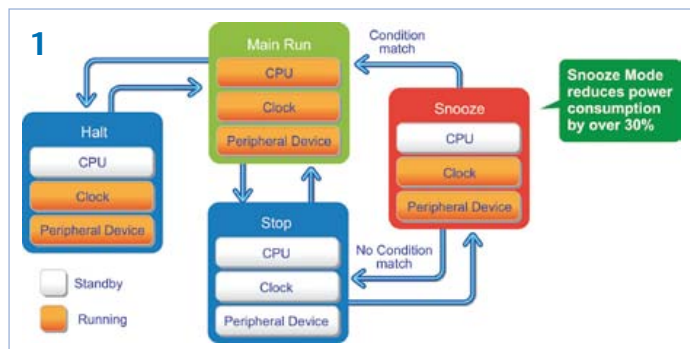 1
Main Run
CPU
Clock
Peripheral Device
Condition
match
Snooze
CPU
Clock
Peripheral Device
Snooze Mode
reduces power
consumption
by over 30%
Halt
CPU
Clock
Peripheral Device
Stop
CPU
Clock
Peripheral Device
No Condition
match
Standby
Running